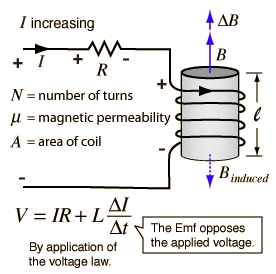 I increasing
ΔB
B
+ I + R -
+
N = number of turns
μ = magnetic permeability
A = area of coil
ℓ
-
-
B induced
V = IR + L ΔI/Δt
The Emf opposes
the applied voltage.
By application of
the voltage law.